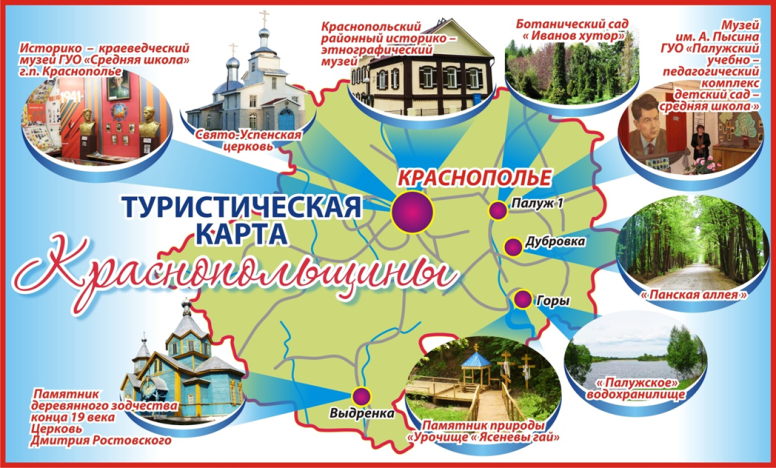 Историко – краеведческий
музей ГУО «Средняя школа»
г.п. Краснополье
1941
Свято-Успенская
церковь
Краснопольский
районный историко –
этнографический
музей
Ботанический сад
« Иванов хутор»
Музей
им. А. Пысина
ГУО «Палужский
учебно –
педагогический
комплекс
детский сад –
средняя школа »
КРАСНОПОЛЬЕ
ТУРИСТИЧЕСКАЯ
КАРТА
Краснопольщины
Палуж 1
Дубровка
Горы
Выдренка
« Панская аллея »
« Палужское»
водохранилище
Памятник природы
«Урочище « Ясеневы гай»
Памятник
деревянного зодчества
конца 19 века
Церковь
Дмитрия Ростовского